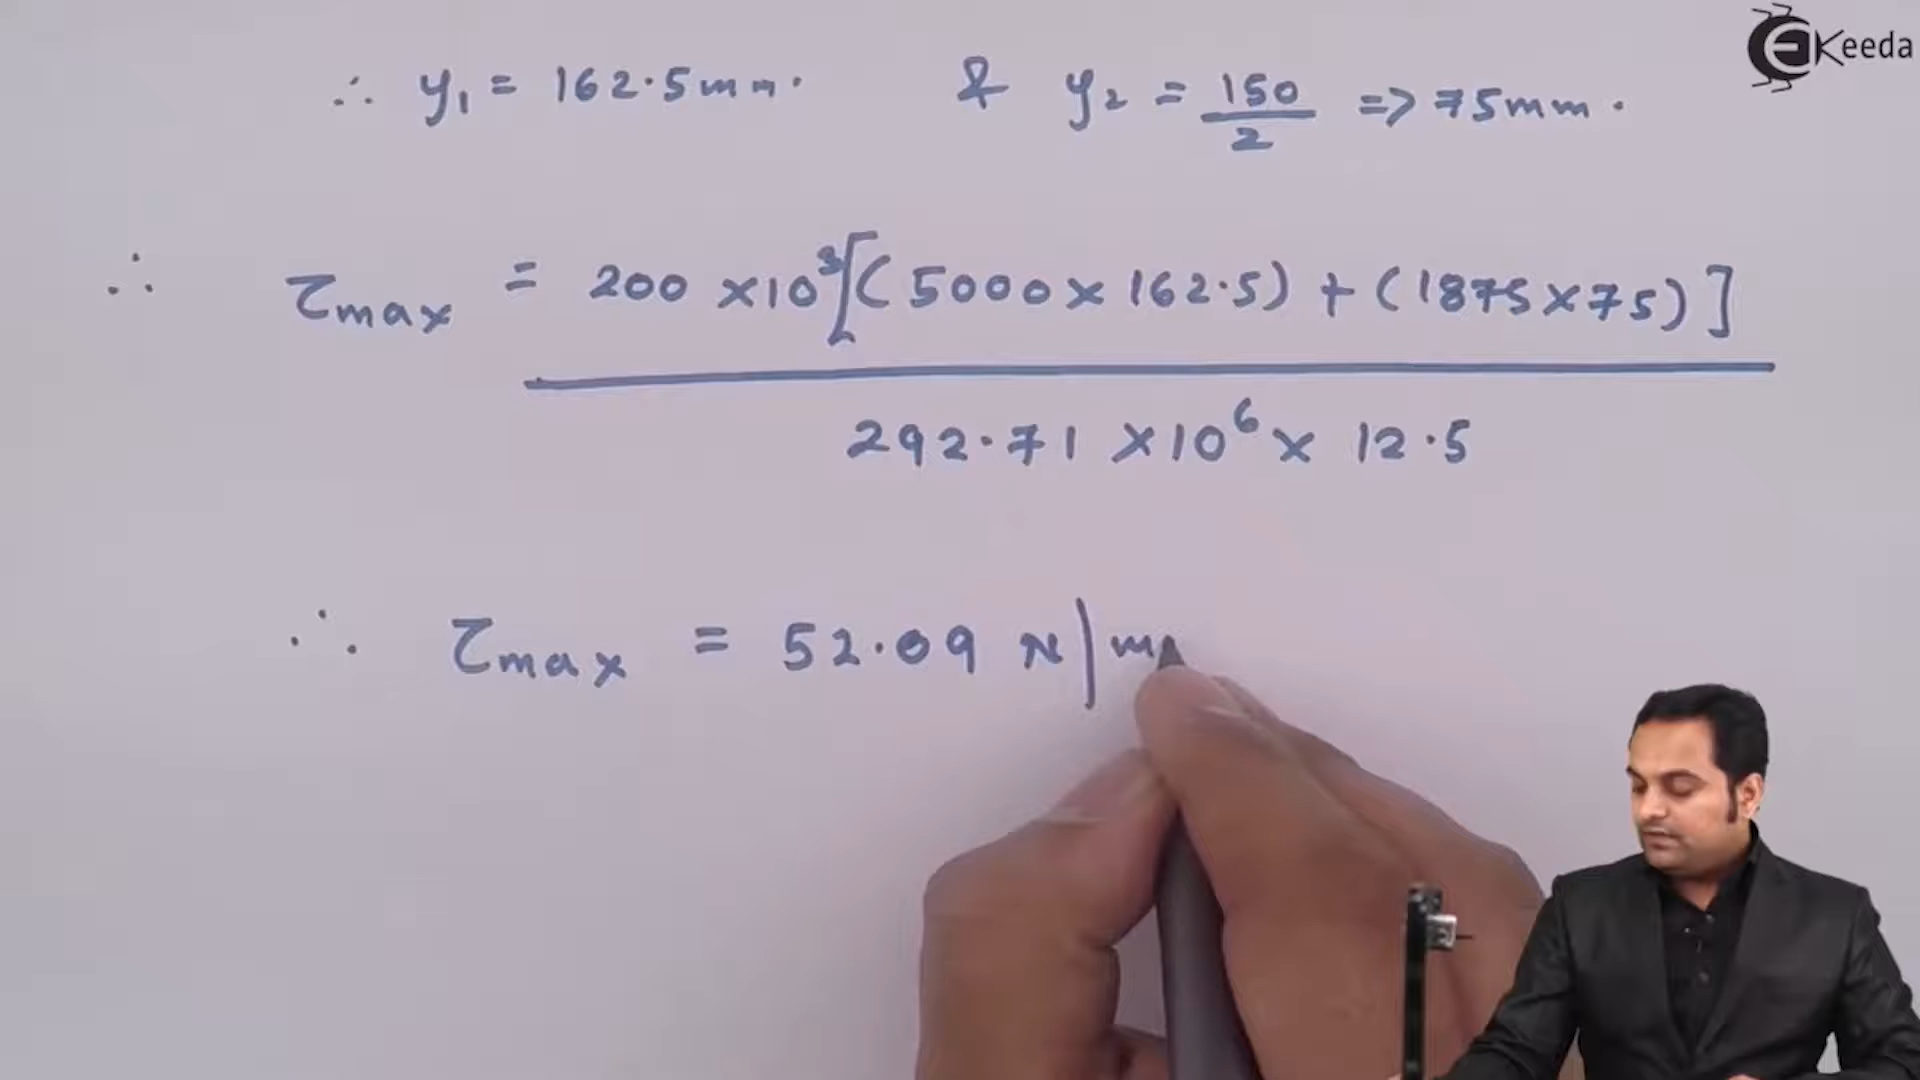 Keeda
∴ y₁ = 162.5mm. & y₂ = 150/2 => 75mm.
∴ τmax = 200 ×10³[(5000×162.5)+(1875×75)]
292.71 ×10⁶ × 12.5
∴ τmax = 52.09 N/m